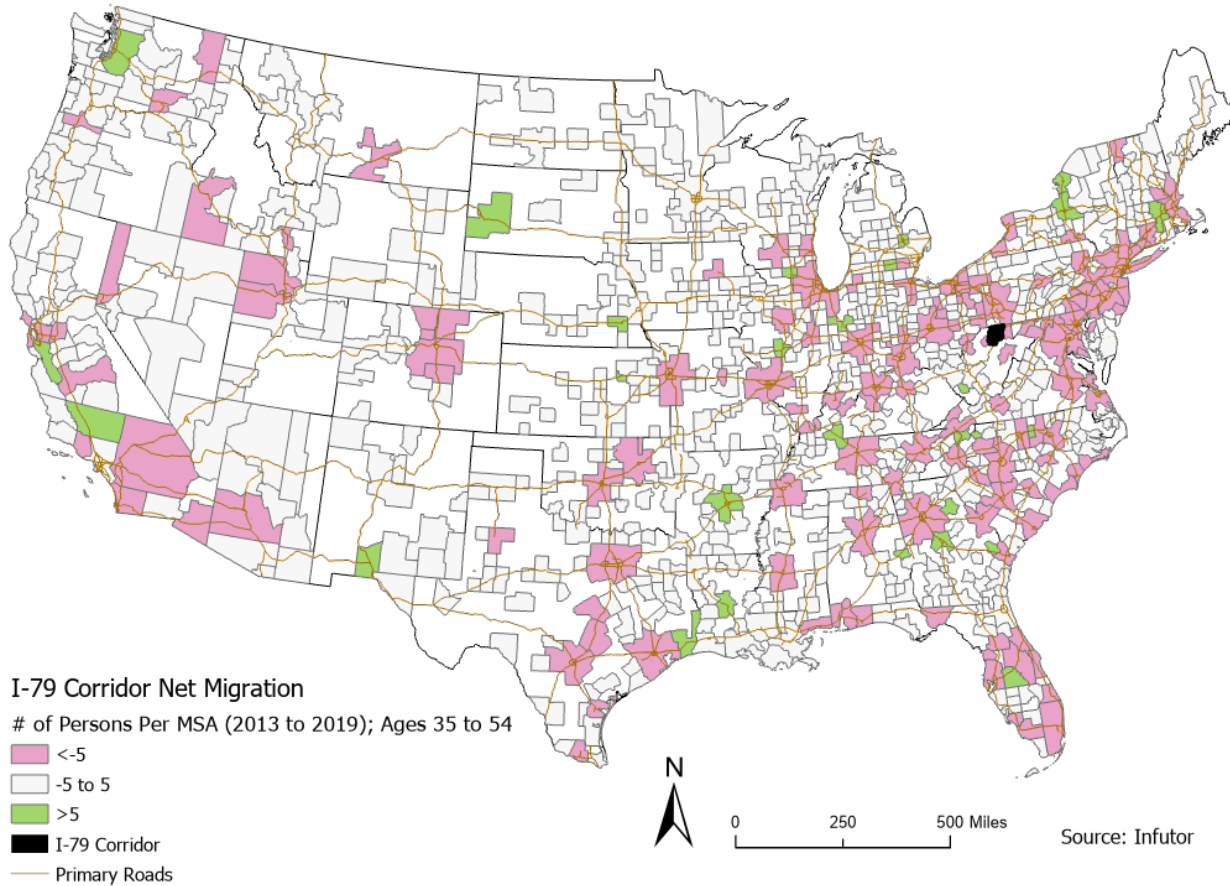 I-79 Corridor Net Migration
# of Persons Per MSA (2013 to 2019); Ages 35 to 54
<-5
-5 to 5
>5
I-79 Corridor
Primary Roads
N
0 250 500 Miles
Source: Infutor